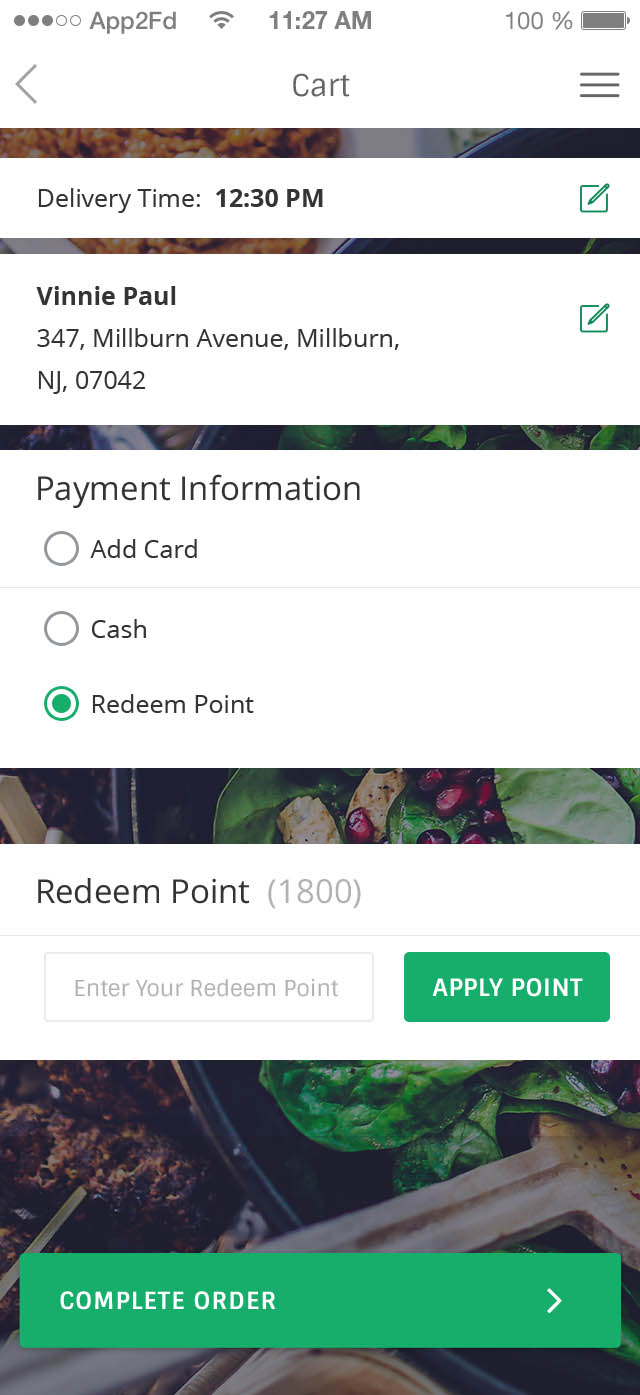 App2Fd 11:27 AM 100 %
Cart
Delivery Time: 12:30 PM
Vinnie Paul
347, Millburn Avenue, Millburn,
NJ, 07042
Payment Information
Add Card
Cash
Redeem Point
Redeem Point (1800)
Enter Your Redeem Point APPLY POINT
COMPLETE ORDER